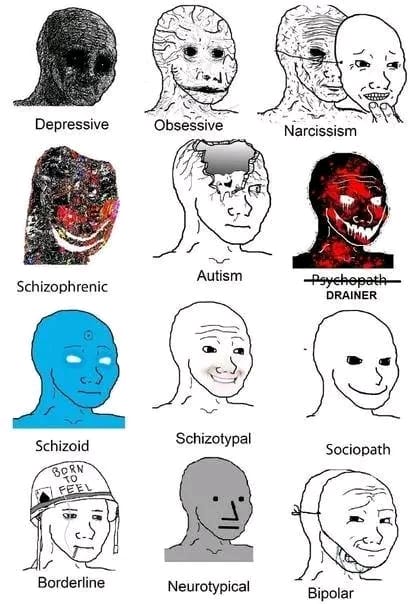 Depressive
Obsessive
Narcissism
Schizophrenic
Autism
Psychopath
DRAINER
Schizoid
Schizotypal
Sociopath
BORN
TO
FEEL
Borderline
Neurotypical
Bipolar